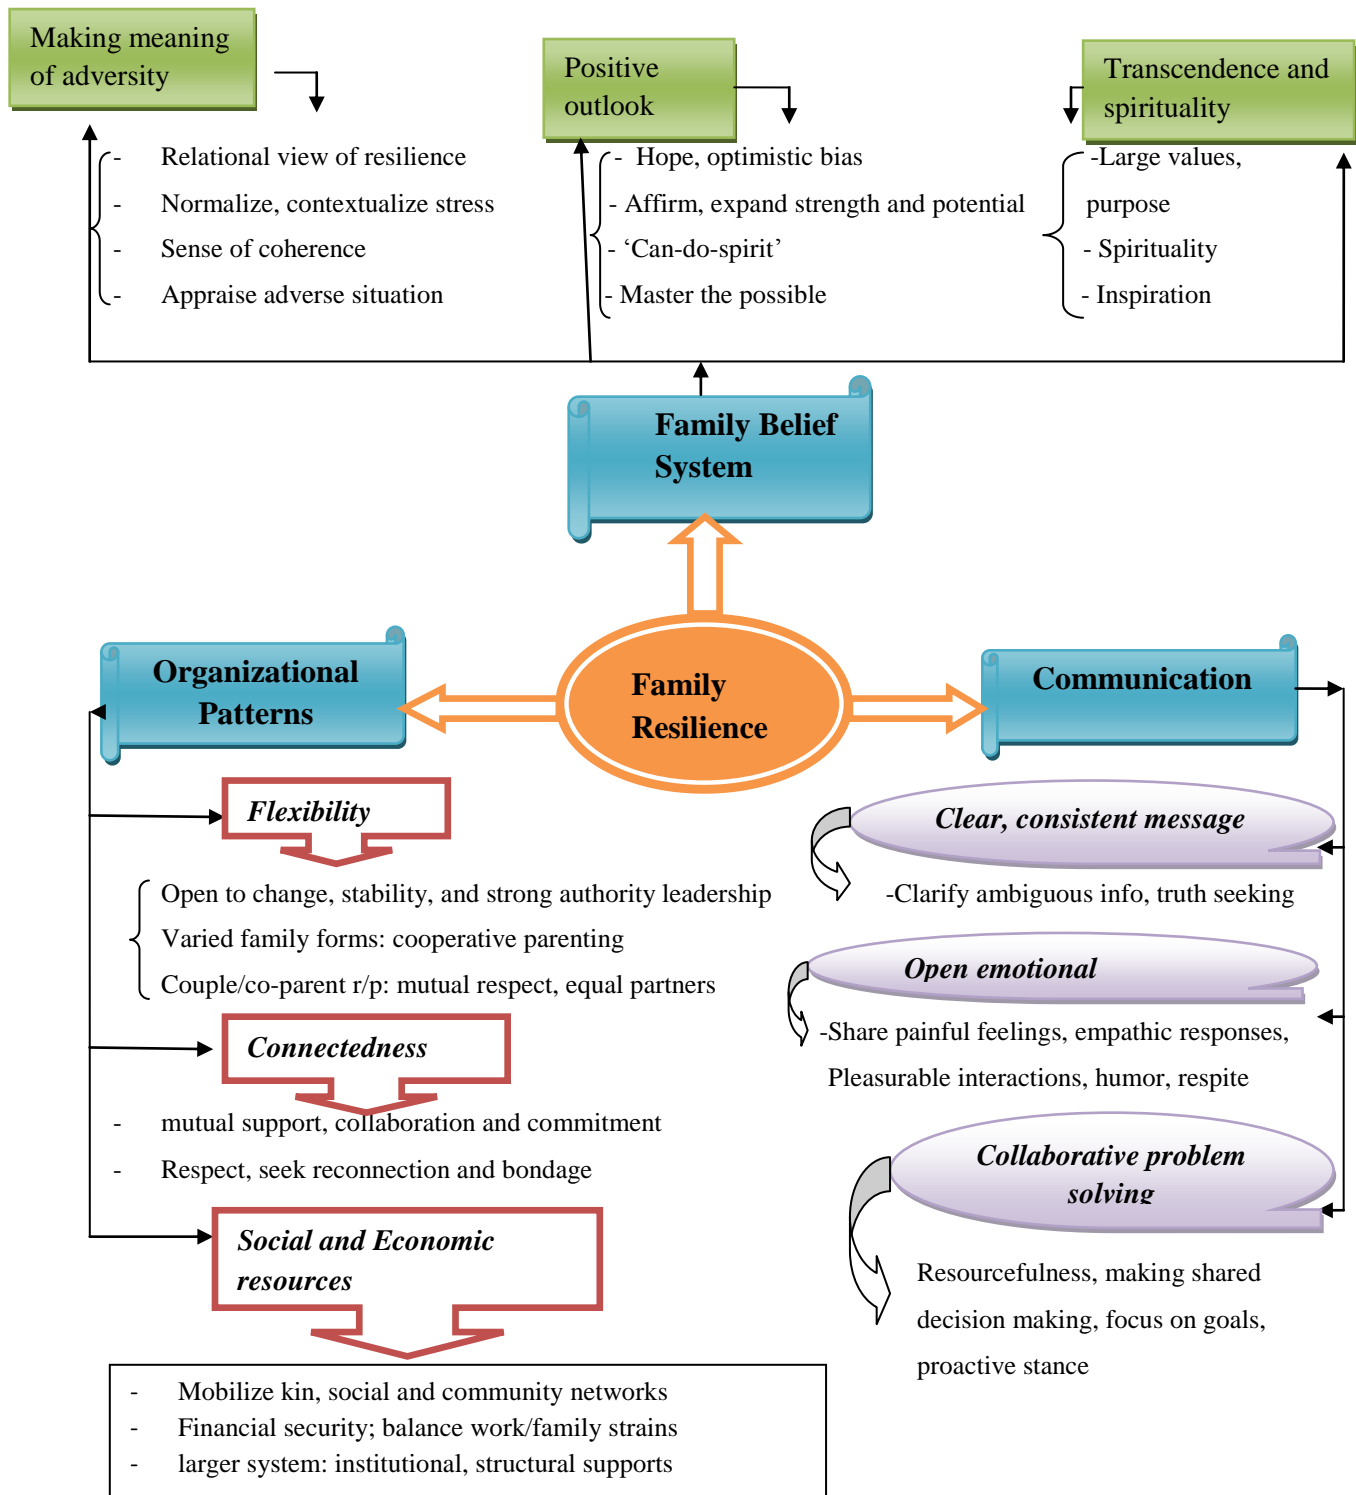 Making meaning
of adversity
Positive
outlook
Transcendence and
spirituality
- Relational view of resilience
- Normalize, contextualize stress
- Sense of coherence
- Appraise adverse situation
- Hope, optimistic bias
- Affirm, expand strength and potential
- ‘Can-do-spirit’
- Master the possible
-Large values,
purpose
- Spirituality
- Inspiration
Family Belief
System
Family
Resilience
Organizational
Patterns
Flexibility
Open to change, stability, and strong authority leadership
Varied family forms: cooperative parenting
Couple/co-parent r/p: mutual respect, equal partners
Connectedness
- mutual support, collaboration and commitment
- Respect, seek reconnection and bondage
Social and Economic
resources
- Mobilize kin, social and community networks
- Financial security; balance work/family strains
- larger system: institutional, structural supports
Communication
Clear, consistent message
-Clarify ambiguous info, truth seeking
Open emotional
-Share painful feelings, empathic responses,
Pleasurable interactions, humor, respite
Collaborative problem
solving
Resourcefulness, making shared
decision making, focus on goals,
proactive stance